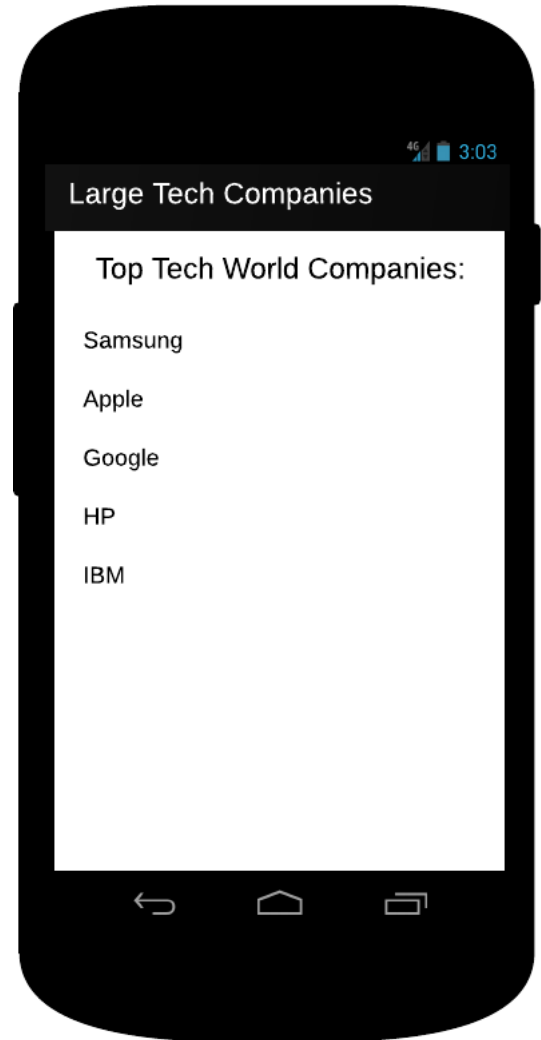 4G 3:03
Large Tech Companies
Top Tech World Companies:
Samsung
Apple
Google
HP
IBM